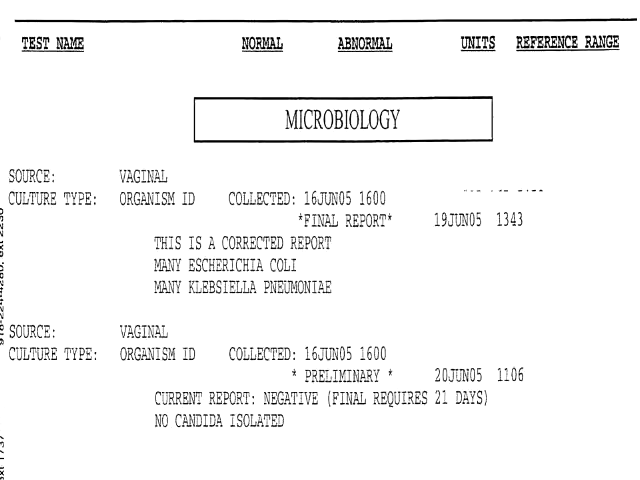 TEST NAME NORMAL ABNORMAL UNITS REFERENCE RANGE
MICROBIOLOGY
SOURCE: VAGINAL
CULTURE TYPE: ORGANISM ID COLLECTED: 16JUN05 1600
*FINAL REPORT* 19JUN05 1343
THIS IS A CORRECTED REPORT
MANY ESCHERICHIA COLI
MANY KLEBSIELLA PNEUMONIAE
SOURCE: VAGINAL
CULTURE TYPE: ORGANISM ID COLLECTED: 16JUN05 1600
* PRELIMINARY * 20JUN05 1106
CURRENT REPORT: NEGATIVE (FINAL REQUIRES 21 DAYS)
NO CANDIDA ISOLATED